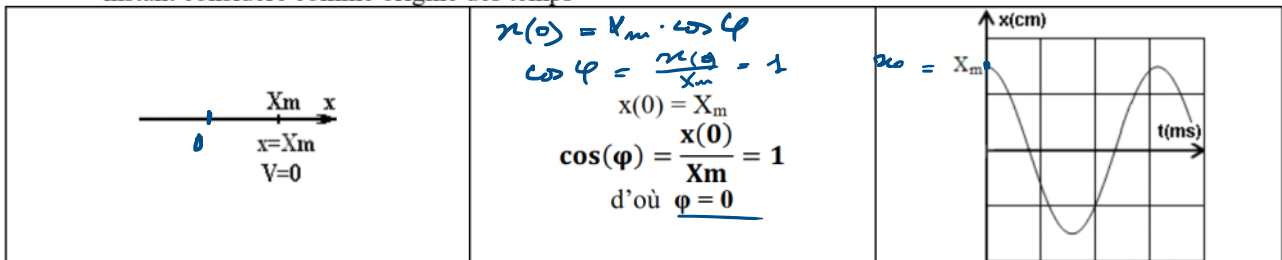 instant considéré comme origine des temps
Xm x
0
x=Xm
V=0
x(0) = Xm · cos φ
cos φ = x(0)/Xm = 1
x(0) = Xm
cos(φ) = x(0)/Xm = 1
d'où φ = 0
x(cm)
x0 = Xm
t(ms)